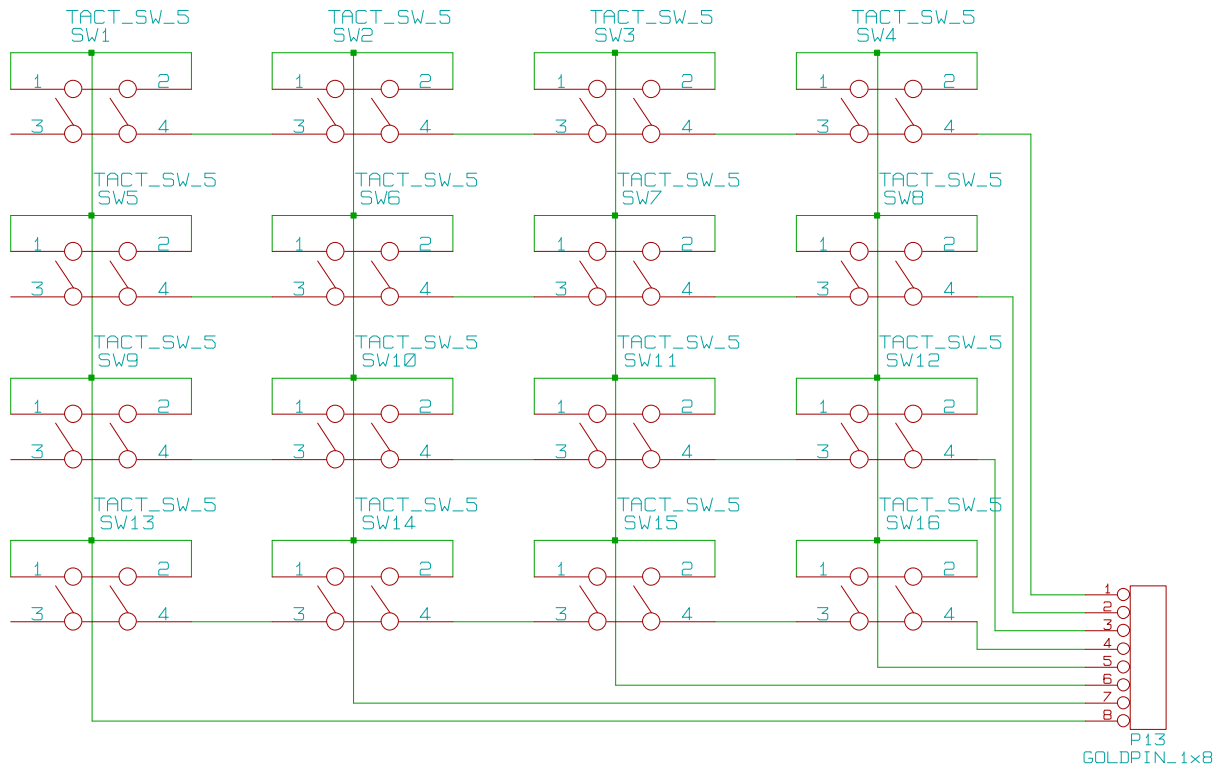 TACT_SW_5 TACT_SW_5 TACT_SW_5 TACT_SW_5
SW1 SW2 SW3 SW4
1 2 1 2 1 2 1 2
3 4 3 4 3 4 3 4
TACT_SW_5 TACT_SW_5 TACT_SW_5 TACT_SW_5
SW5 SW6 SW7 SW8
1 2 1 2 1 2 1 2
3 4 3 4 3 4 3 4
TACT_SW_5 TACT_SW_5 TACT_SW_5 TACT_SW_5
SW9 SW10 SW11 SW12
1 2 1 2 1 2 1 2
3 4 3 4 3 4 3 4
TACT_SW_5 TACT_SW_5 TACT_SW_5 TACT_SW_5
SW13 SW14 SW15 SW16
1 2 1 2 1 2 1 2
3 4 3 4 3 4 3 4
1
2
3
4
5
6
7
8
P13
GOLDPIN_1x8